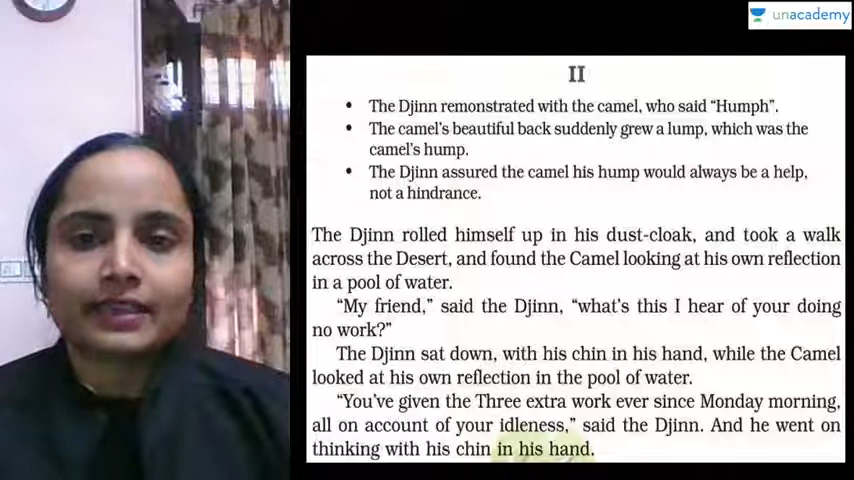 unacademy
II
• The Djinn remonstrated with the camel, who said “Humph”.
• The camel’s beautiful back suddenly grew a lump, which was the
camel’s hump.
• The Djinn assured the camel his hump would always be a help,
not a hindrance.
The Djinn rolled himself up in his dust-cloak, and took a walk
across the Desert, and found the Camel looking at his own reflection
in a pool of water.
“My friend,” said the Djinn, “what’s this I hear of your doing
no work?”
The Djinn sat down, with his chin in his hand, while the Camel
looked at his own reflection in the pool of water.
“You’ve given the Three extra work ever since Monday morning,
all on account of your idleness,” said the Djinn. And he went on
thinking with his chin in his hand.